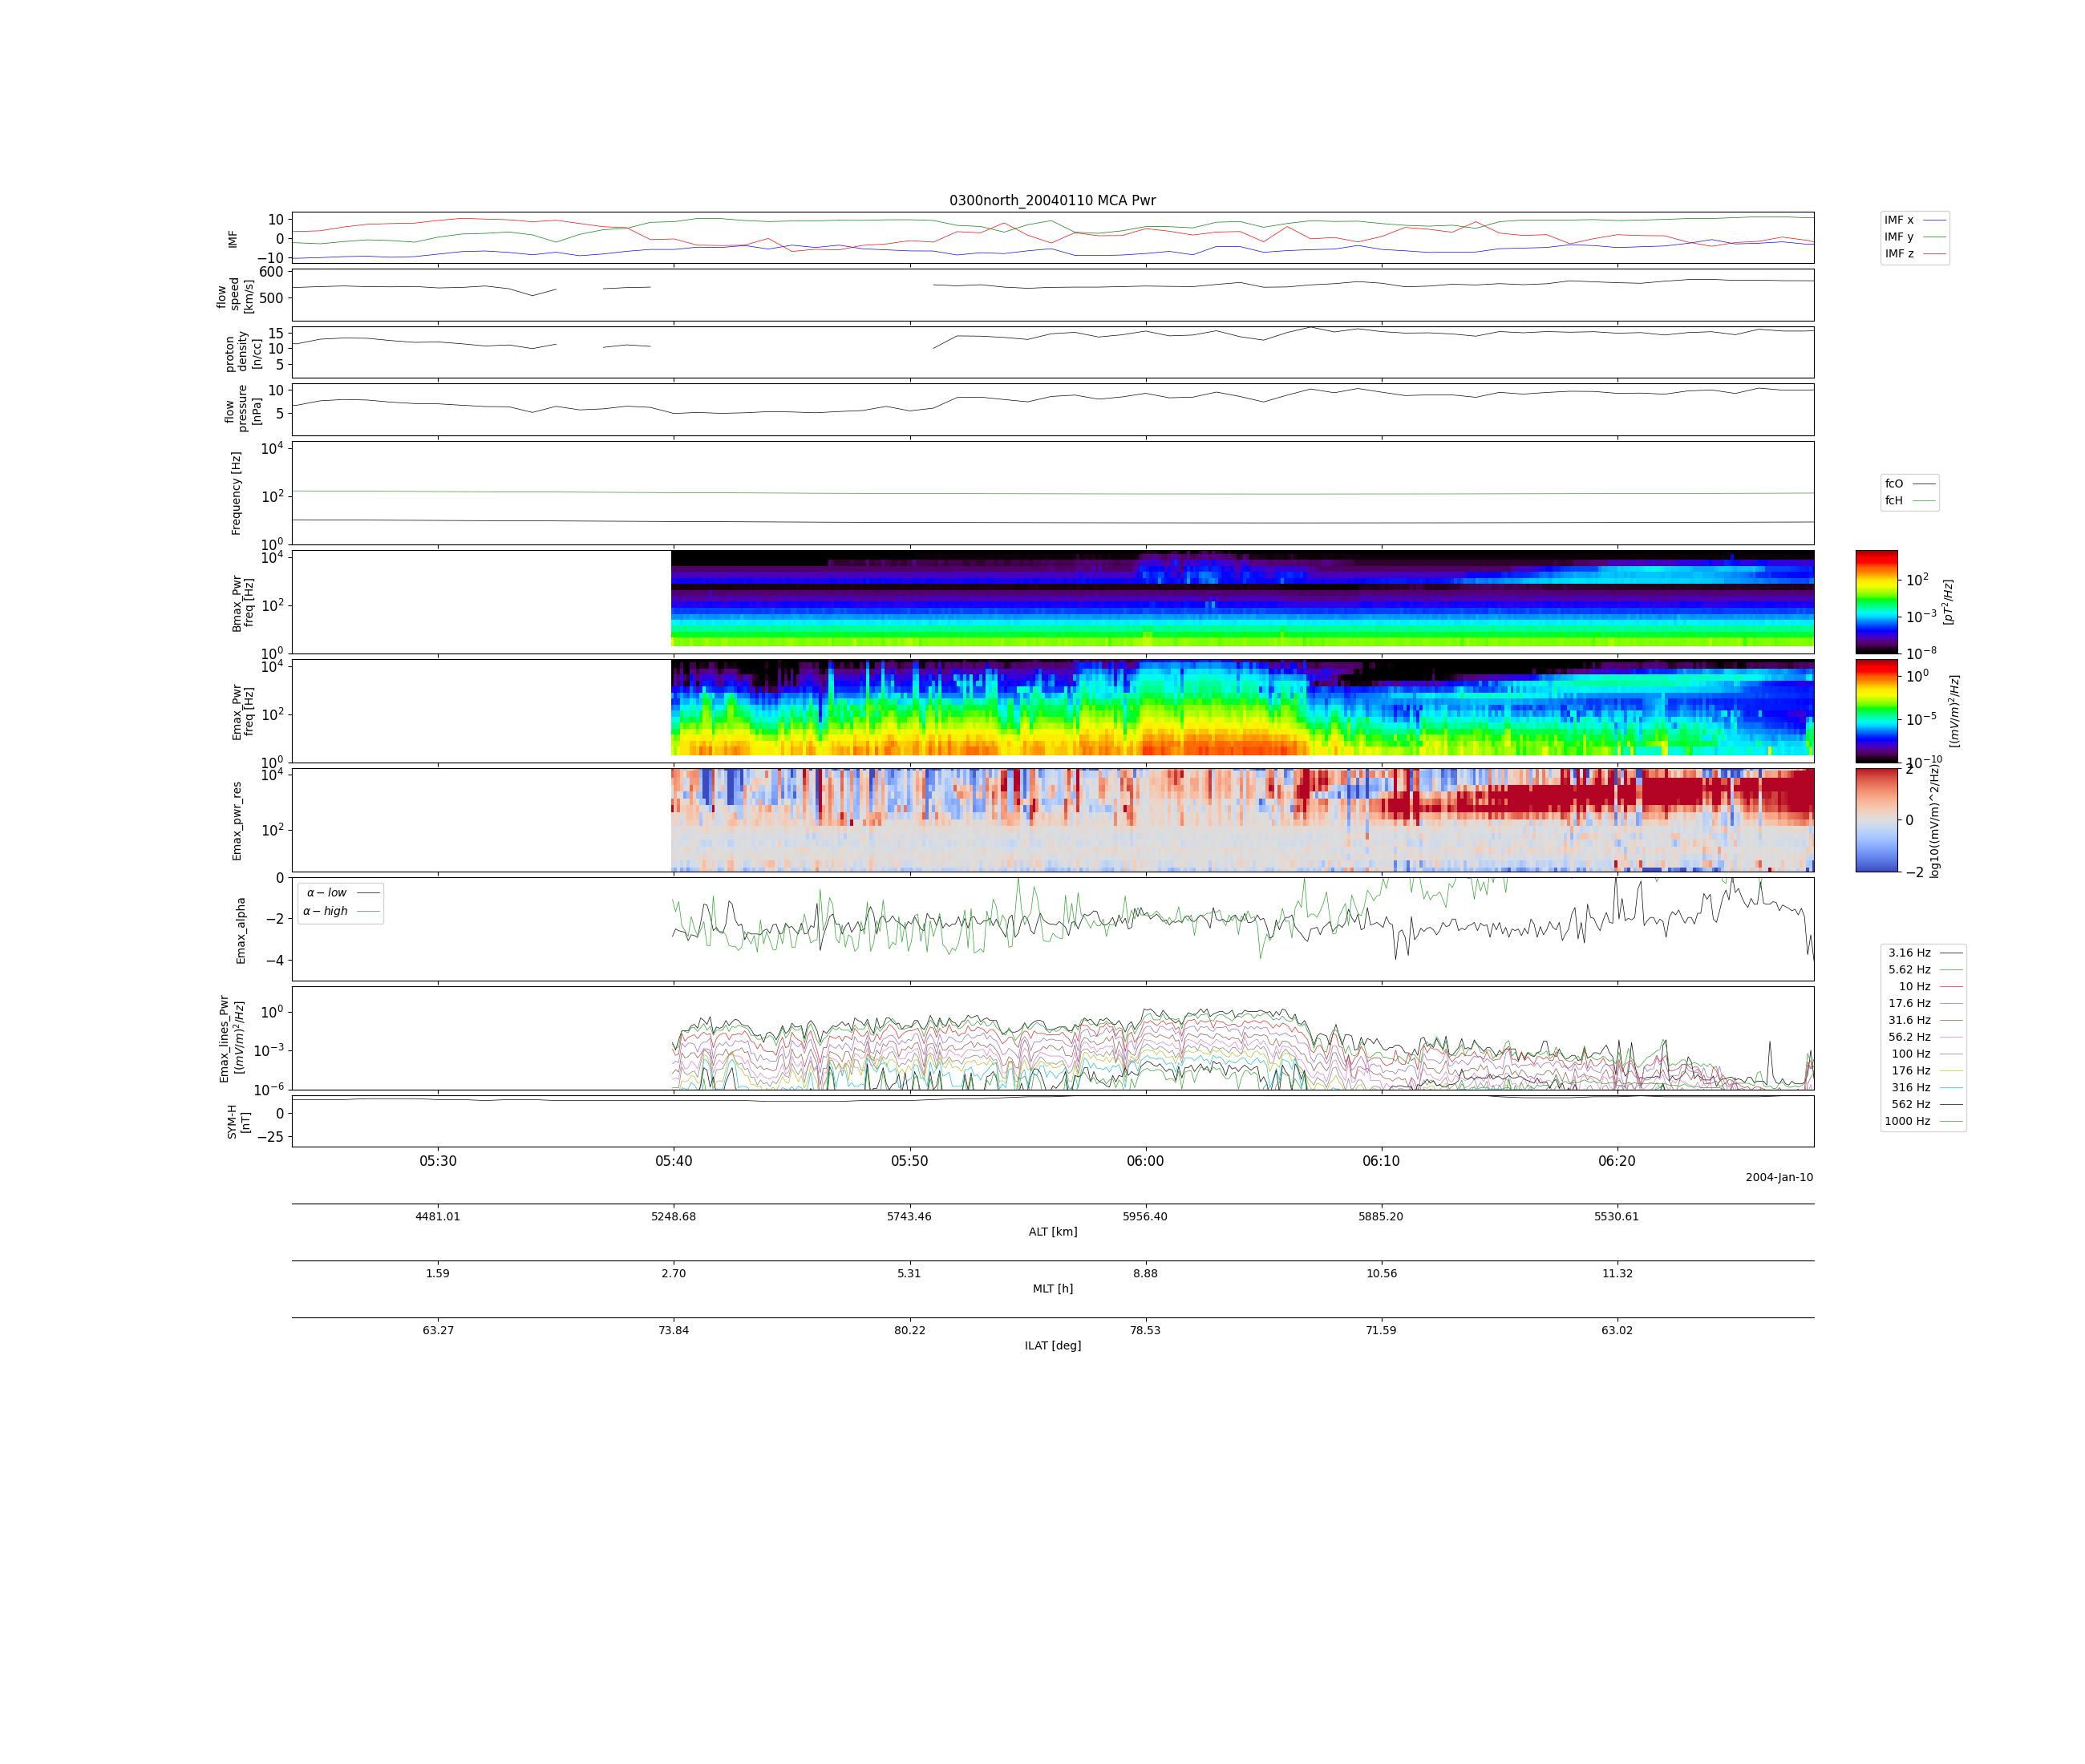 0300north_20040110 MCA Pwr
IMF
10
0
−10
IMF x
IMF y
IMF z
flow
speed
[km/s]
600
500
proton
density
[n/cc]
15
10
5
flow
pressure
[nPa]
10
5
Frequency [Hz]
10^4
10^2
10^0
fcO
fcH
Bmax_Pwr
freq [Hz]
10^4
10^2
10^0
10^2
10^−3
10^−8
[pT^2/Hz]
Emax_Pwr
freq [Hz]
10^4
10^2
10^0
10^0
10^−5
10^−10
[(mV/m)^2/Hz]
Emax_pwr_res
10^4
10^2
2
0
−2
log10((mV/m)^2/Hz)
Emax_alpha
0
−2
−4
α − low
α − high
Emax_lines_Pwr
[(mV/m)^2/Hz]
10^0
10^−3
10^−6
3.16 Hz
5.62 Hz
10 Hz
17.6 Hz
31.6 Hz
56.2 Hz
100 Hz
176 Hz
316 Hz
562 Hz
1000 Hz
SYM-H
[nT]
0
−25
05:30 05:40 05:50 06:00 06:10 06:20
2004-Jan-10
4481.01 5248.68 5743.46 5956.40 5885.20 5530.61
ALT [km]
1.59 2.70 5.31 8.88 10.56 11.32
MLT [h]
63.27 73.84 80.22 78.53 71.59 63.02
ILAT [deg]